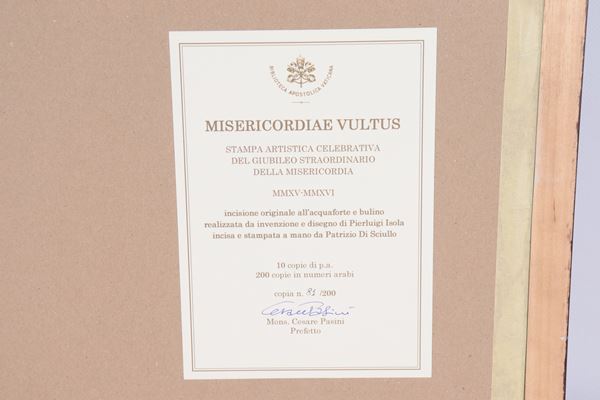 BIBLIOTECA APOSTOLICA VATICANA
MISERICORDIAE VULTUS
STAMPA ARTISTICA CELEBRATIVA
DEL GIUBILEO STRAORDINARIO
DELLA MISERICORDIA
MMXV-MMXVI
incisione originale all'acquaforte e bulino
realizzata da invenzione e disegno di Pierluigi Isola
incisa e stampata a mano da Patrizio Di Sciullo
10 copie di p.a.
200 copie in numeri arabi
copia n. 81 /200
Mons. Cesare Pasini
Prefetto